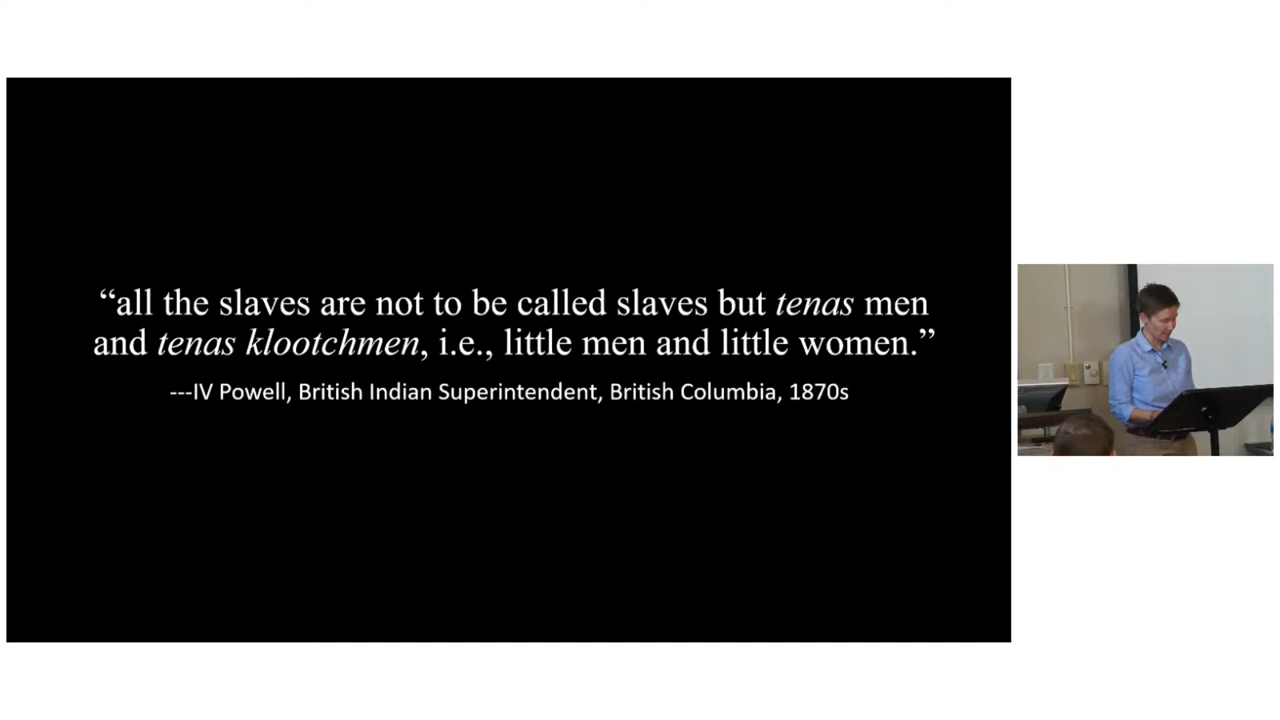 “all the slaves are not to be called slaves but tenas men
and tenas klootchmen, i.e., little men and little women.”
---IV Powell, British Indian Superintendent, British Columbia, 1870s